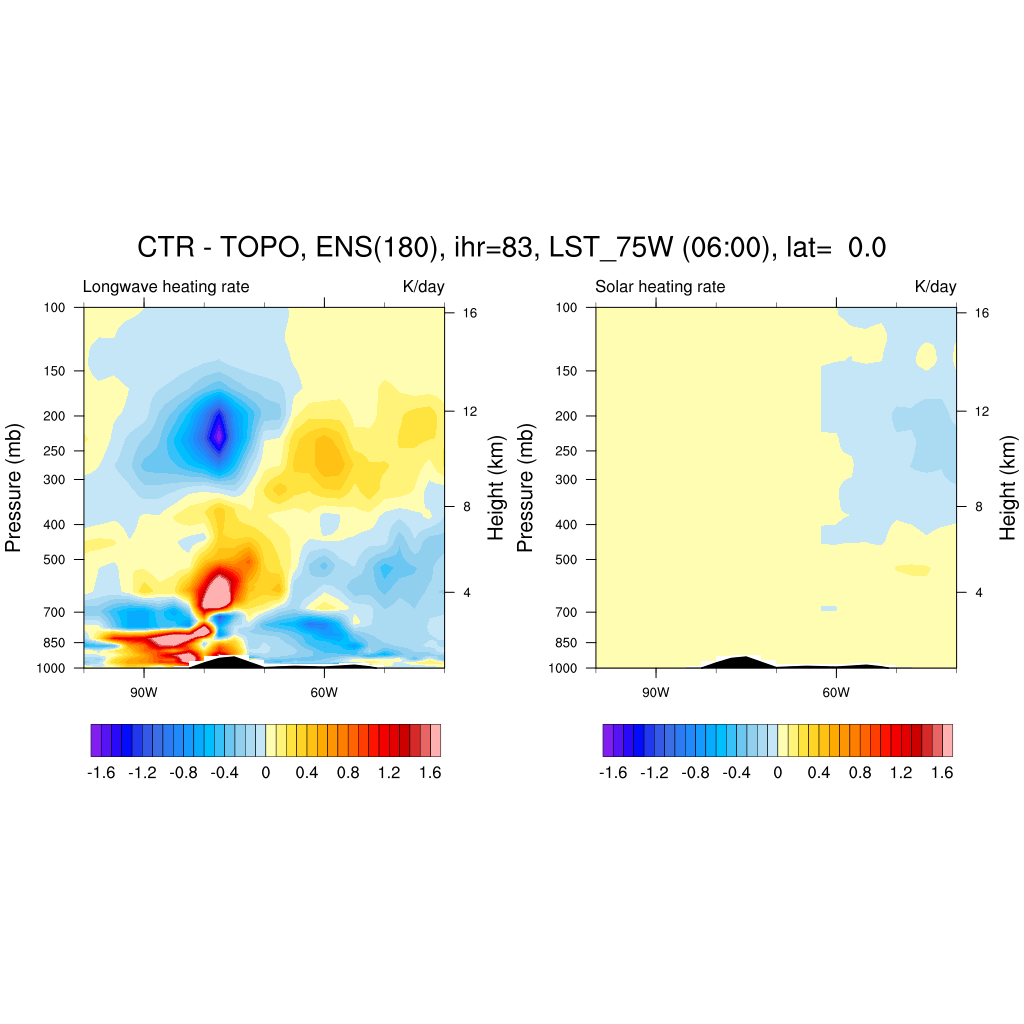 CTR - TOPO, ENS(180), ihr=83, LST_75W (06:00), lat=  0.0
Longwave heating rate K/day
Solar heating rate K/day
100
150
200
250
300
400
500
700
850
1000
Pressure (mb)
16
12
8
4
Height (km)
90W 60W
100
150
200
250
300
400
500
700
850
1000
Pressure (mb)
16
12
8
4
Height (km)
90W 60W
-1.6 -1.2 -0.8 -0.4 0 0.4 0.8 1.2 1.6
-1.6 -1.2 -0.8 -0.4 0 0.4 0.8 1.2 1.6